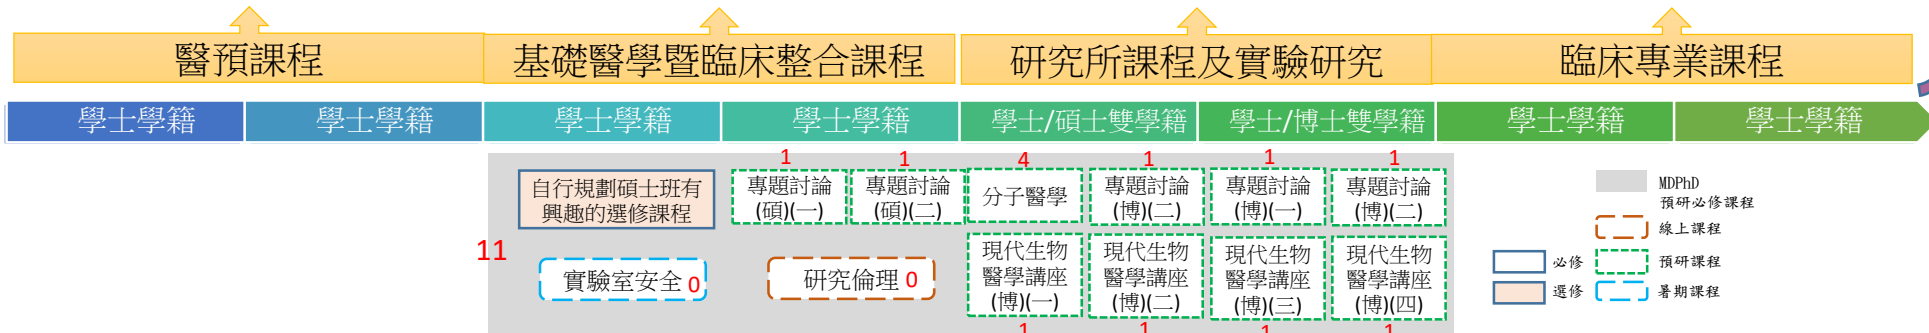 醫預課程
基礎醫學暨臨床整合課程
研究所課程及實驗研究
臨床專業課程
學士學籍
學士學籍
學士學籍
學士學籍
學士/碩士雙學籍
學士/博士雙學籍
學士學籍
學士學籍
11
自行規劃碩士班有
興趣的選修課程
1
專題討論
(碩)(一)
1
專題討論
(碩)(二)
4
分子醫學
1
專題討論
(博)(二)
1
專題討論
(博)(一)
1
專題討論
(博)(二)
實驗室安全 0
研究倫理 0
現代生物
醫學講座
(博)(一)
1
現代生物
醫學講座
(博)(二)
1
現代生物
醫學講座
(博)(三)
1
現代生物
醫學講座
(博)(四)
1
MDPhD
預研必修課程
線上課程
必修
預研課程
選修
暑期課程